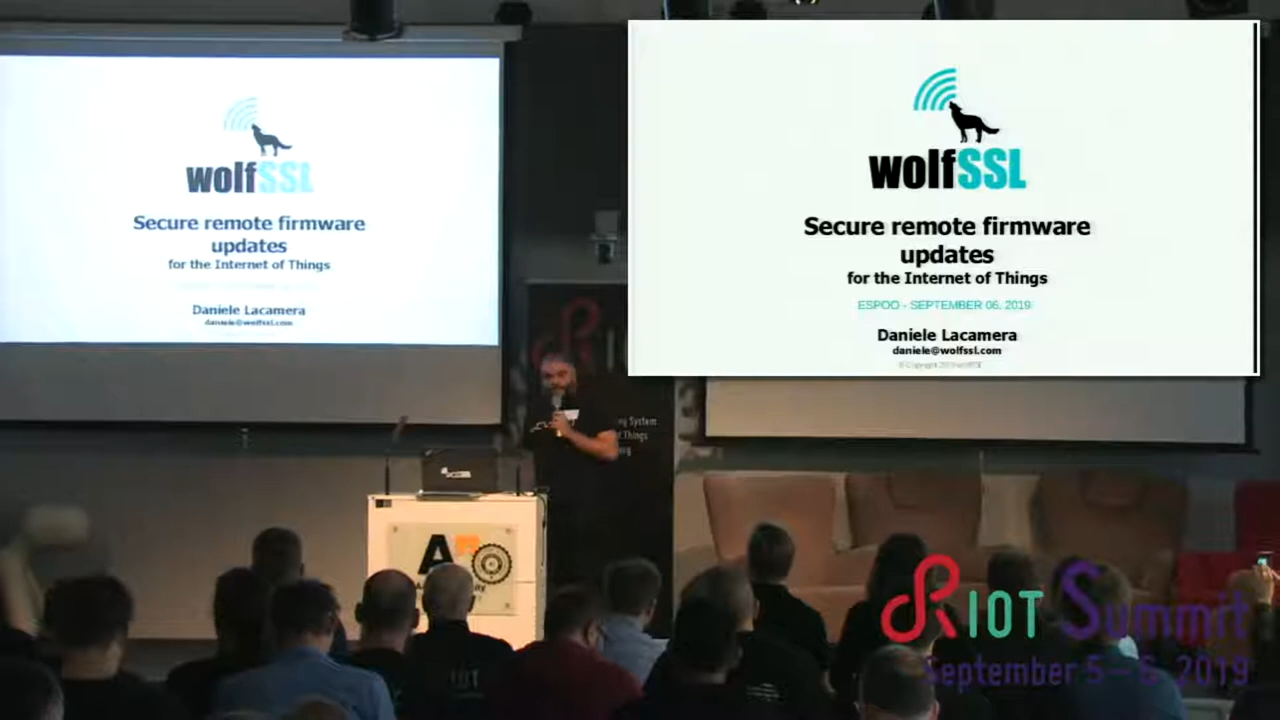 wolfSSL
Secure remote firmware
updates
for the Internet of Things
Daniele Lacamera
daniele@wolfssl.com
wolfSSL
Secure remote firmware
updates
for the Internet of Things
ESPOO - SEPTEMBER 06, 2019
Daniele Lacamera
daniele@wolfssl.com
RIOT Summit
September 5 – 6, 2019